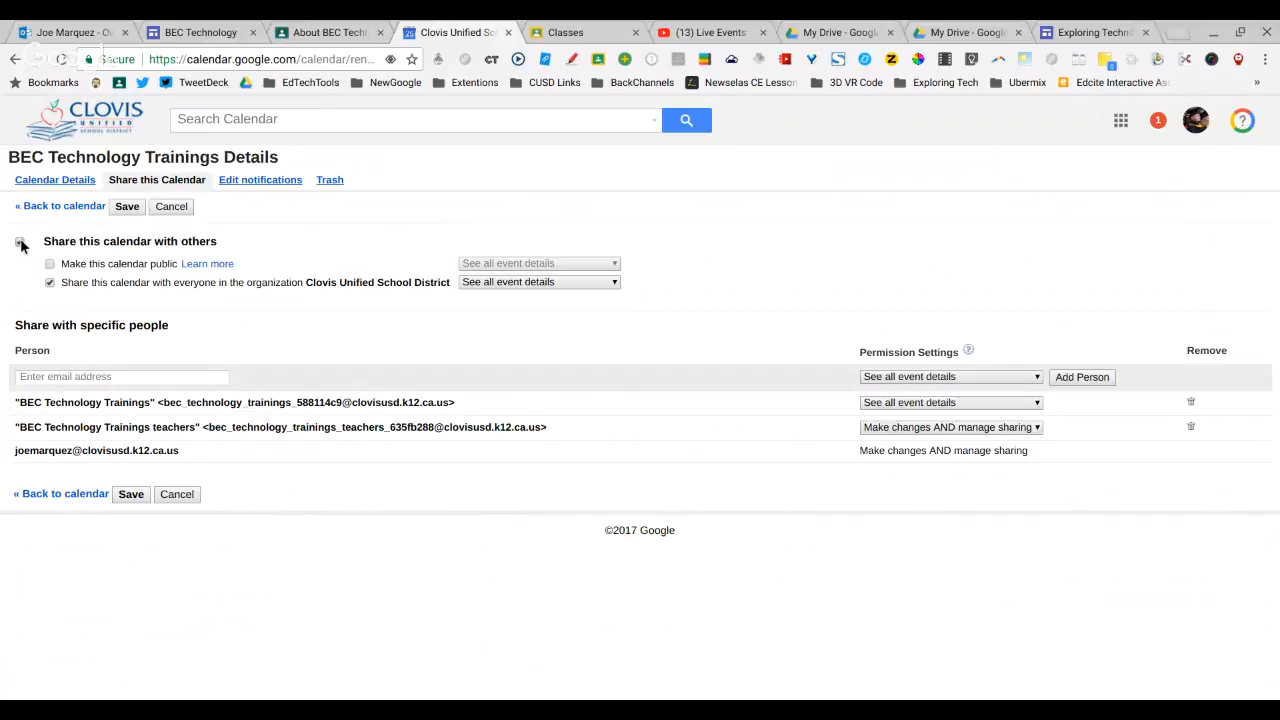 Joe Marquez - Ou
BEC Technology
About BEC Tech
Clovis Unified Sc
Classes
(13) Live Events
My Drive - Google
My Drive - Google
Exploring Techno
Secure https://calendar.google.com/calendar/ren...
Bookmarks TweetDeck EdTechTools NewGoogle Extentions CUSD Links BackChannels Newselas CE Lesson 3D VR Code Exploring Tech Ubermix Edcite Interactive Ass »
CLOVIS
UNIFIED
SCHOOL DISTRICT
Search Calendar
1
BEC Technology Trainings Details
Calendar Details Share this Calendar Edit notifications Trash
« Back to calendar Save Cancel
Share this calendar with others
Make this calendar public Learn more See all event details
Share this calendar with everyone in the organization Clovis Unified School District See all event details
Share with specific people
Person Permission Settings ? Remove
Enter email address See all event details Add Person
"BEC Technology Trainings" <bec_technology_trainings_588114c9@clovisusd.k12.ca.us> See all event details
"BEC Technology Trainings teachers" <bec_technology_trainings_teachers_635fb288@clovisusd.k12.ca.us> Make changes AND manage sharing
joemarquez@clovisusd.k12.ca.us Make changes AND manage sharing
« Back to calendar Save Cancel
©2017 Google